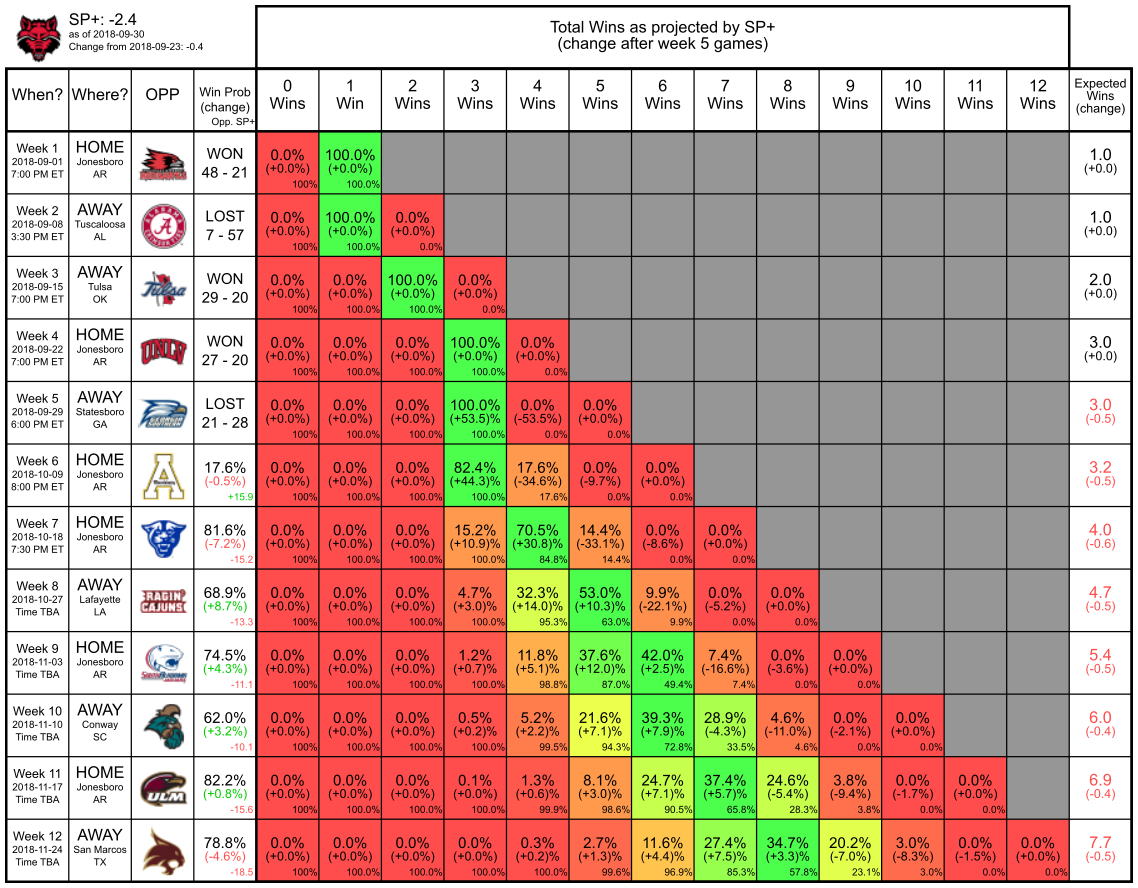 SP+: -2.4
as of 2018-09-30
Change from 2018-09-23: -0.4
Total Wins as projected by SP+
(change after week 5 games)
When? Where? OPP Win Prob (change) Opp. SP+ 0 Wins 1 Win 2 Wins 3 Wins 4 Wins 5 Wins 6 Wins 7 Wins 8 Wins 9 Wins 10 Wins 11 Wins 12 Wins Expected Wins (change)
Week 1 HOME WON 0.0% 100.0% 1.0
2018-09-01 Jonesboro (+0.0%) (+0.0%) (+0.0)
7:00 PM ET AR 48 - 21 100% 100.0%
Week 2 AWAY LOST 0.0% 100.0% 0.0% 1.0
2018-09-08 Tuscaloosa (+0.0%) (+0.0%) (+0.0%) (+0.0)
3:30 PM ET AL 7 - 57 100% 100.0% 0.0%
ALABAMA A CRIMSON TIDE
Week 3 AWAY WON 0.0% 0.0% 100.0% 0.0% 2.0
2018-09-15 Tulsa (+0.0%) (+0.0%) (+0.0%) (+0.0%) (+0.0)
7:00 PM ET OK 29 - 20 100% 100.0% 100.0% 0.0%
Tulsa
Week 4 HOME WON 0.0% 0.0% 0.0% 100.0% 0.0% 3.0
2018-09-22 Jonesboro UNLV (+0.0%) (+0.0%) (+0.0%) (+0.0%) (+0.0%) (+0.0)
7:00 PM ET AR 27 - 20 100% 100.0% 100.0% 100.0% 0.0%
Week 5 AWAY LOST 0.0% 0.0% 0.0% 100.0% 0.0% 0.0% 3.0
2018-09-29 Statesboro (+0.0%) (+0.0%) (+0.0%) (+53.5)% (-53.5%) (+0.0%) (-0.5)
6:00 PM ET GA 21 - 28 100% 100.0% 100.0% 100.0% 0.0% 0.0%
Week 6 HOME 17.6% 0.0% 0.0% 0.0% 82.4% 17.6% 0.0% 0.0% 3.2
2018-10-09 Jonesboro A (-0.5%) (+0.0%) (+0.0%) (+0.0%) (+44.3)% (-34.6%) (-9.7%) (+0.0%) (-0.5)
8:00 PM ET AR +15.9 100% 100.0% 100.0% 100.0% 17.6% 0.0% 0.0%
Week 7 HOME 81.6% 0.0% 0.0% 0.0% 15.2% 70.5% 14.4% 0.0% 0.0% 4.0
2018-10-18 Jonesboro (-7.2%) (+0.0%) (+0.0%) (+0.0%) (+10.9)% (+30.8)% (-33.1%) (-8.6%) (+0.0%) (-0.6)
7:30 PM ET AR -15.2 100% 100.0% 100.0% 100.0% 84.8% 14.4% 0.0% 0.0%
Week 8 AWAY 68.9% 0.0% 0.0% 0.0% 4.7% 32.3% 53.0% 9.9% 0.0% 0.0% 4.7
2018-10-27 Lafayette RAGIN' CAJUNS (+8.7%) (+0.0%) (+0.0%) (+0.0%) (+3.0)% (+14.0)% (+10.3)% (-22.1%) (-5.2%) (+0.0%) (-0.5)
Time TBA LA -13.3 100% 100.0% 100.0% 100.0% 95.3% 63.0% 9.9% 0.0% 0.0%
Week 9 HOME 74.5% 0.0% 0.0% 0.0% 1.2% 11.8% 37.6% 42.0% 7.4% 0.0% 0.0% 5.4
2018-11-03 Jonesboro (+4.3%) (+0.0%) (+0.0%) (+0.0%) (+0.7)% (+5.1)% (+12.0)% (+2.5)% (-16.6%) (-3.6%) (+0.0%) (-0.5)
Time TBA AR -11.1 100% 100.0% 100.0% 100.0% 98.8% 87.0% 49.4% 7.4% 0.0% 0.0%
Week 10 AWAY 62.0% 0.0% 0.0% 0.0% 0.5% 5.2% 21.6% 39.3% 28.9% 4.6% 0.0% 0.0% 6.0
2018-11-10 Conway (+3.2%) (+0.0%) (+0.0%) (+0.0%) (+0.2)% (+2.2)% (+7.1)% (+7.9)% (-4.3%) (-11.0%) (-2.1%) (+0.0%) (-0.4)
Time TBA SC -10.1 100% 100.0% 100.0% 100.0% 99.5% 94.3% 72.8% 33.5% 4.6% 0.0% 0.0%
Week 11 HOME 82.2% 0.0% 0.0% 0.0% 0.1% 1.3% 8.1% 24.7% 37.4% 24.6% 3.8% 0.0% 0.0% 6.9
2018-11-17 Jonesboro ULM (+0.8%) (+0.0%) (+0.0%) (+0.0%) (+0.0%) (+0.6)% (+3.0)% (+7.1)% (+5.7)% (-5.4%) (-9.4%) (-1.7%) (+0.0%) (-0.4)
Time TBA AR -15.6 100% 100.0% 100.0% 100.0% 99.9% 98.6% 90.5% 65.8% 28.3% 3.8% 0.0% 0.0%
Week 12 AWAY 78.8% 0.0% 0.0% 0.0% 0.0% 0.3% 2.7% 11.6% 27.4% 34.7% 20.2% 3.0% 0.0% 0.0% 7.7
2018-11-24 San Marcos (-4.6%) (+0.0%) (+0.0%) (+0.0%) (+0.0%) (+0.2)% (+1.3)% (+4.4)% (+7.5)% (+3.3)% (-7.0%) (-8.3%) (-1.5%) (+0.0%) (-0.5)
Time TBA TX -18.5 100% 100.0% 100.0% 100.0% 100.0% 99.6% 96.9% 85.3% 57.8% 23.1% 3.0% 0.0% 0.0%